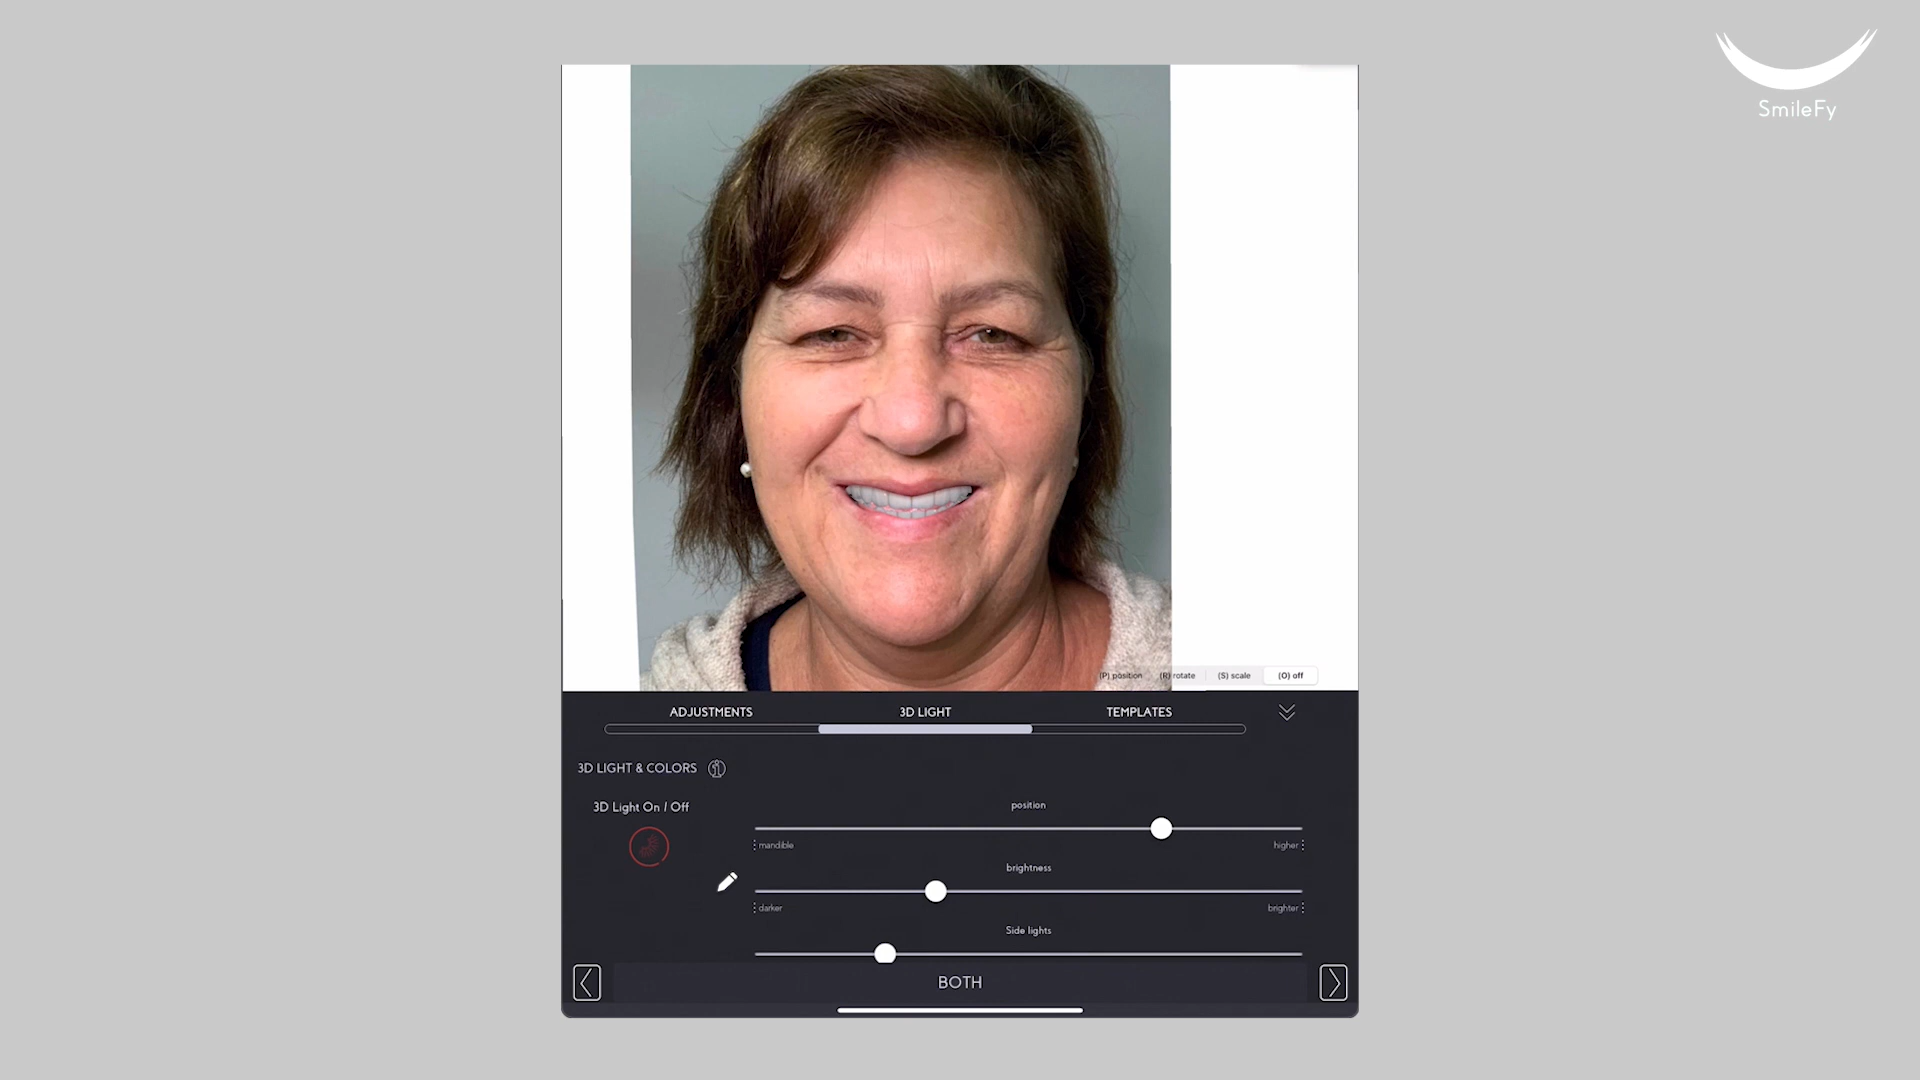 SmileFy
(P) position (R) rotate (S) scale (O) off
ADJUSTMENTS 3D LIGHT TEMPLATES
3D LIGHT & COLORS
3D Light On / Off
position
mandible higher
brightness
darker brighter
Side lights
BOTH